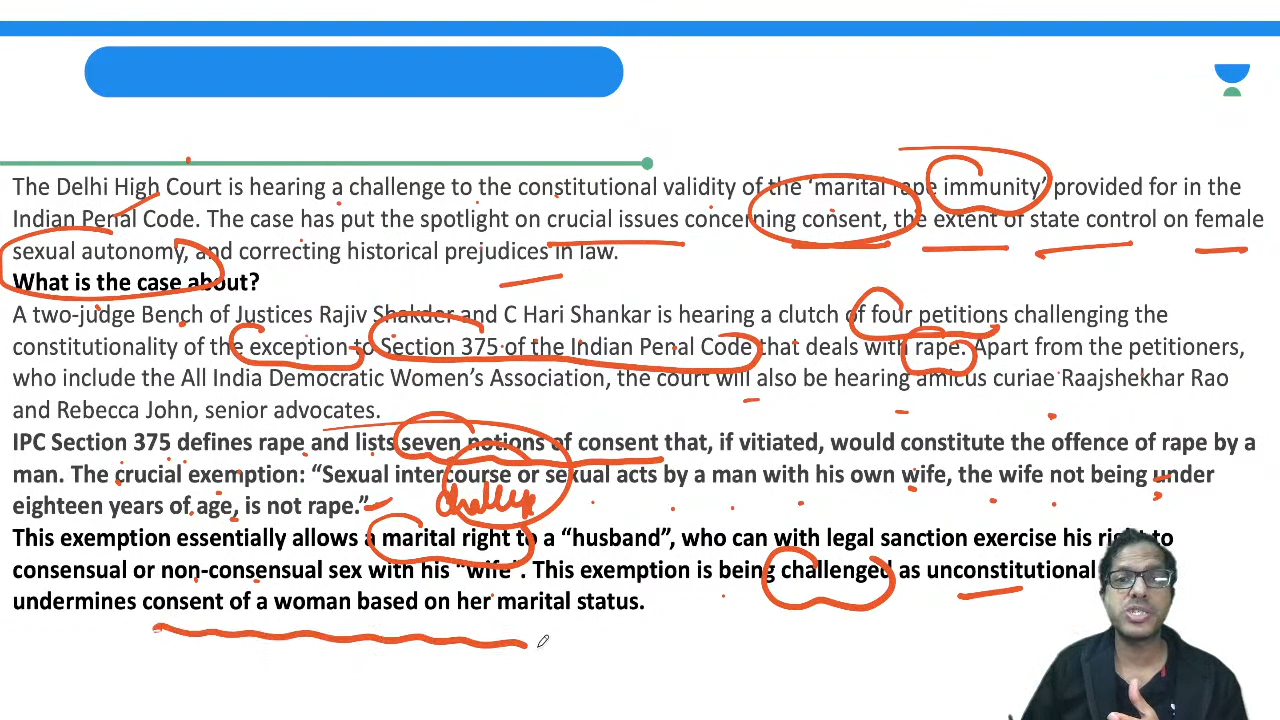 The Delhi High Court is hearing a challenge to the constitutional validity of the ‘marital rape immunity’ provided for in the
Indian Penal Code. The case has put the spotlight on crucial issues concerning consent, the extent of state control on female
sexual autonomy, and correcting historical prejudices in law.
What is the case about?
A two-judge Bench of Justices Rajiv Shakder and C Hari Shankar is hearing a clutch of four petitions challenging the
constitutionality of the exception to Section 375 of the Indian Penal Code that deals with rape. Apart from the petitioners,
who include the All India Democratic Women’s Association, the court will also be hearing amicus curiae Raajshekhar Rao
and Rebecca John, senior advocates.
IPC Section 375 defines rape and lists seven notions of consent that, if vitiated, would constitute the offence of rape by a
man. The crucial exemption: “Sexual intercourse or sexual acts by a man with his own wife, the wife not being under
eighteen years of age, is not rape.”
This exemption essentially allows a marital right to a “husband”, who can with legal sanction exercise his right to
consensual or non-consensual sex with his “wife”. This exemption is being challenged as unconstitutional
undermines consent of a woman based on her marital status.